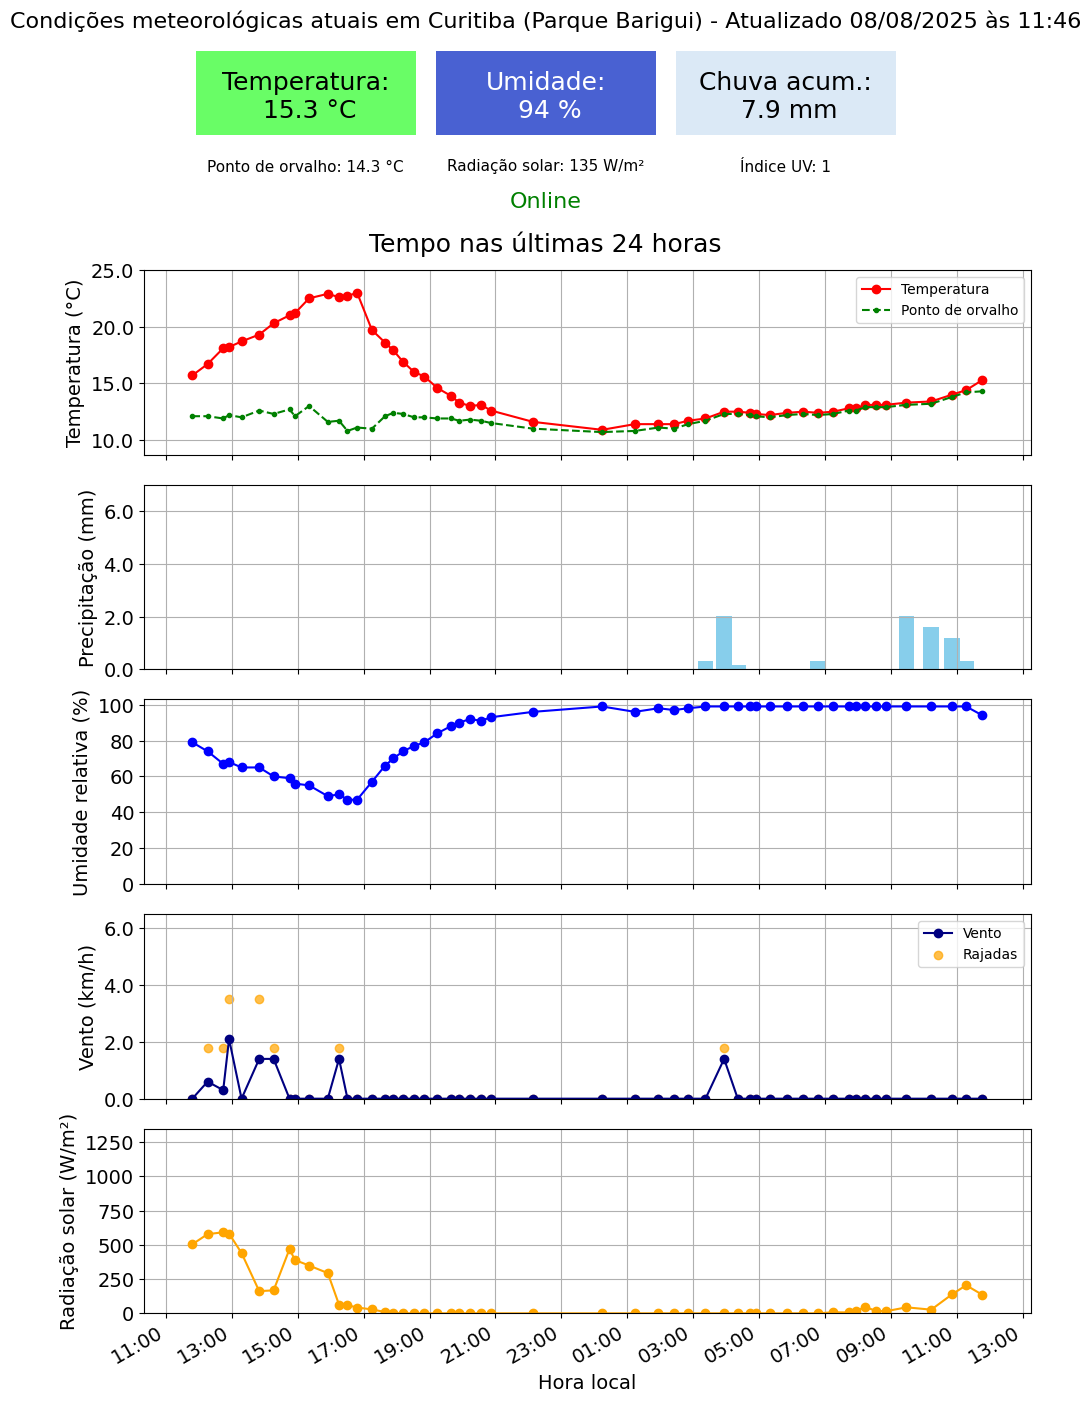 Condições meteorológicas atuais em Curitiba (Parque Barigui) - Atualizado 08/08/2025 às 11:46
Temperatura:
15.3 °C
Umidade:
94 %
Chuva acum.:
7.9 mm
Ponto de orvalho: 14.3 °C
Radiação solar: 135 W/m²
Índice UV: 1
Online
Tempo nas últimas 24 horas
Temperatura (°C)
25.0
20.0
15.0
10.0
Temperatura
Ponto de orvalho
Precipitação (mm)
6.0
4.0
2.0
0.0
Umidade relativa (%)
100
80
60
40
20
0
Vento (km/h)
6.0
4.0
2.0
0.0
Vento
Rajadas
Radiação solar (W/m²)
1250
1000
750
500
250
0
11:00
13:00
15:00
17:00
19:00
21:00
23:00
01:00
03:00
05:00
07:00
09:00
11:00
13:00
Hora local